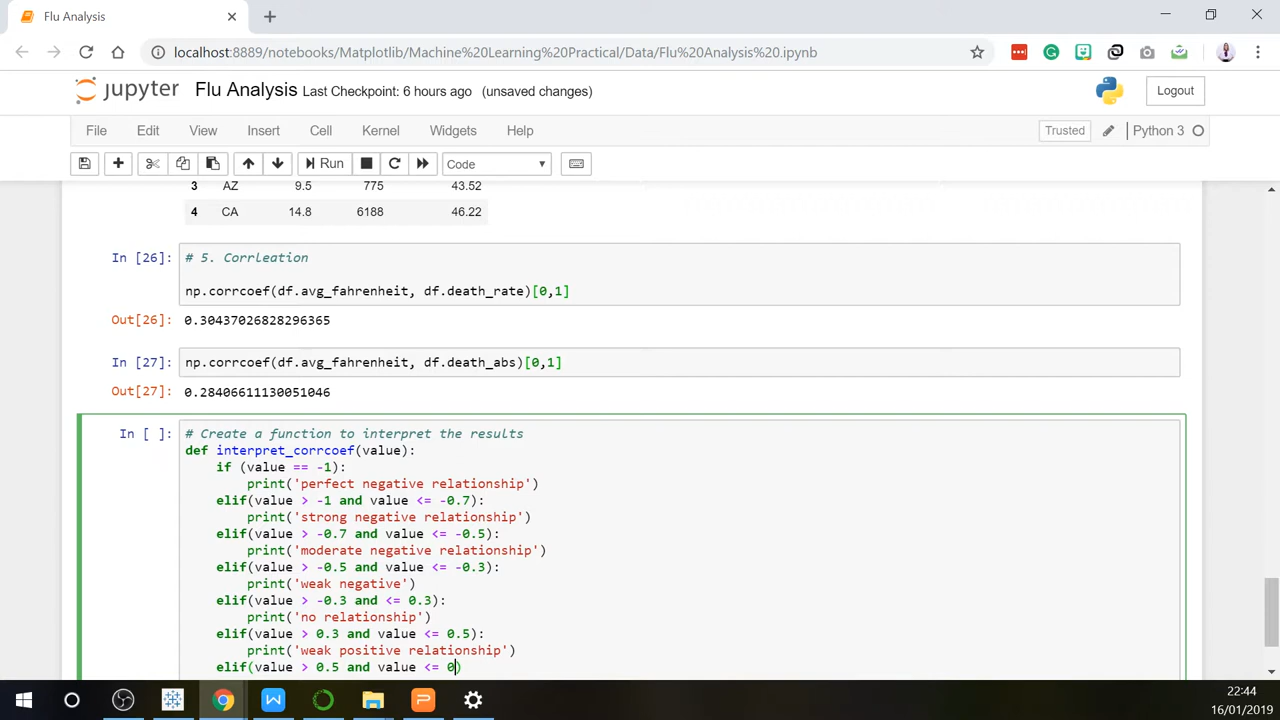 Flu Analysis
localhost:8889/notebooks/Matplotlib/Machine%20Learning%20Practical/Data/Flu%20Analysis%20.ipynb
jupyter Flu Analysis Last Checkpoint: 6 hours ago (unsaved changes) Logout
File Edit View Insert Cell Kernel Widgets Help Trusted Python 3
Run Code
3 AZ 9.5 775 43.52
4 CA 14.8 6188 46.22
In [26]: # 5. Corrleation
np.corrcoef(df.avg_fahrenheit, df.death_rate)[0,1]
Out[26]: 0.30437026828296365
In [27]: np.corrcoef(df.avg_fahrenheit, df.death_abs)[0,1]
Out[27]: 0.28406611130051046
In [ ]: # Create a function to interpret the results
def interpret_corrcoef(value):
if (value == -1):
print('perfect negative relationship')
elif(value > -1 and value <= -0.7):
print('strong negative relationship')
elif(value > -0.7 and value <= -0.5):
print('moderate negative relationship')
elif(value > -0.5 and value <= -0.3):
print('weak negative')
elif(value > -0.3 and <= 0.3):
print('no relationship')
elif(value > 0.3 and value <= 0.5):
print('weak positive relationship')
elif(value > 0.5 and value <= 0)
22:44
16/01/2019